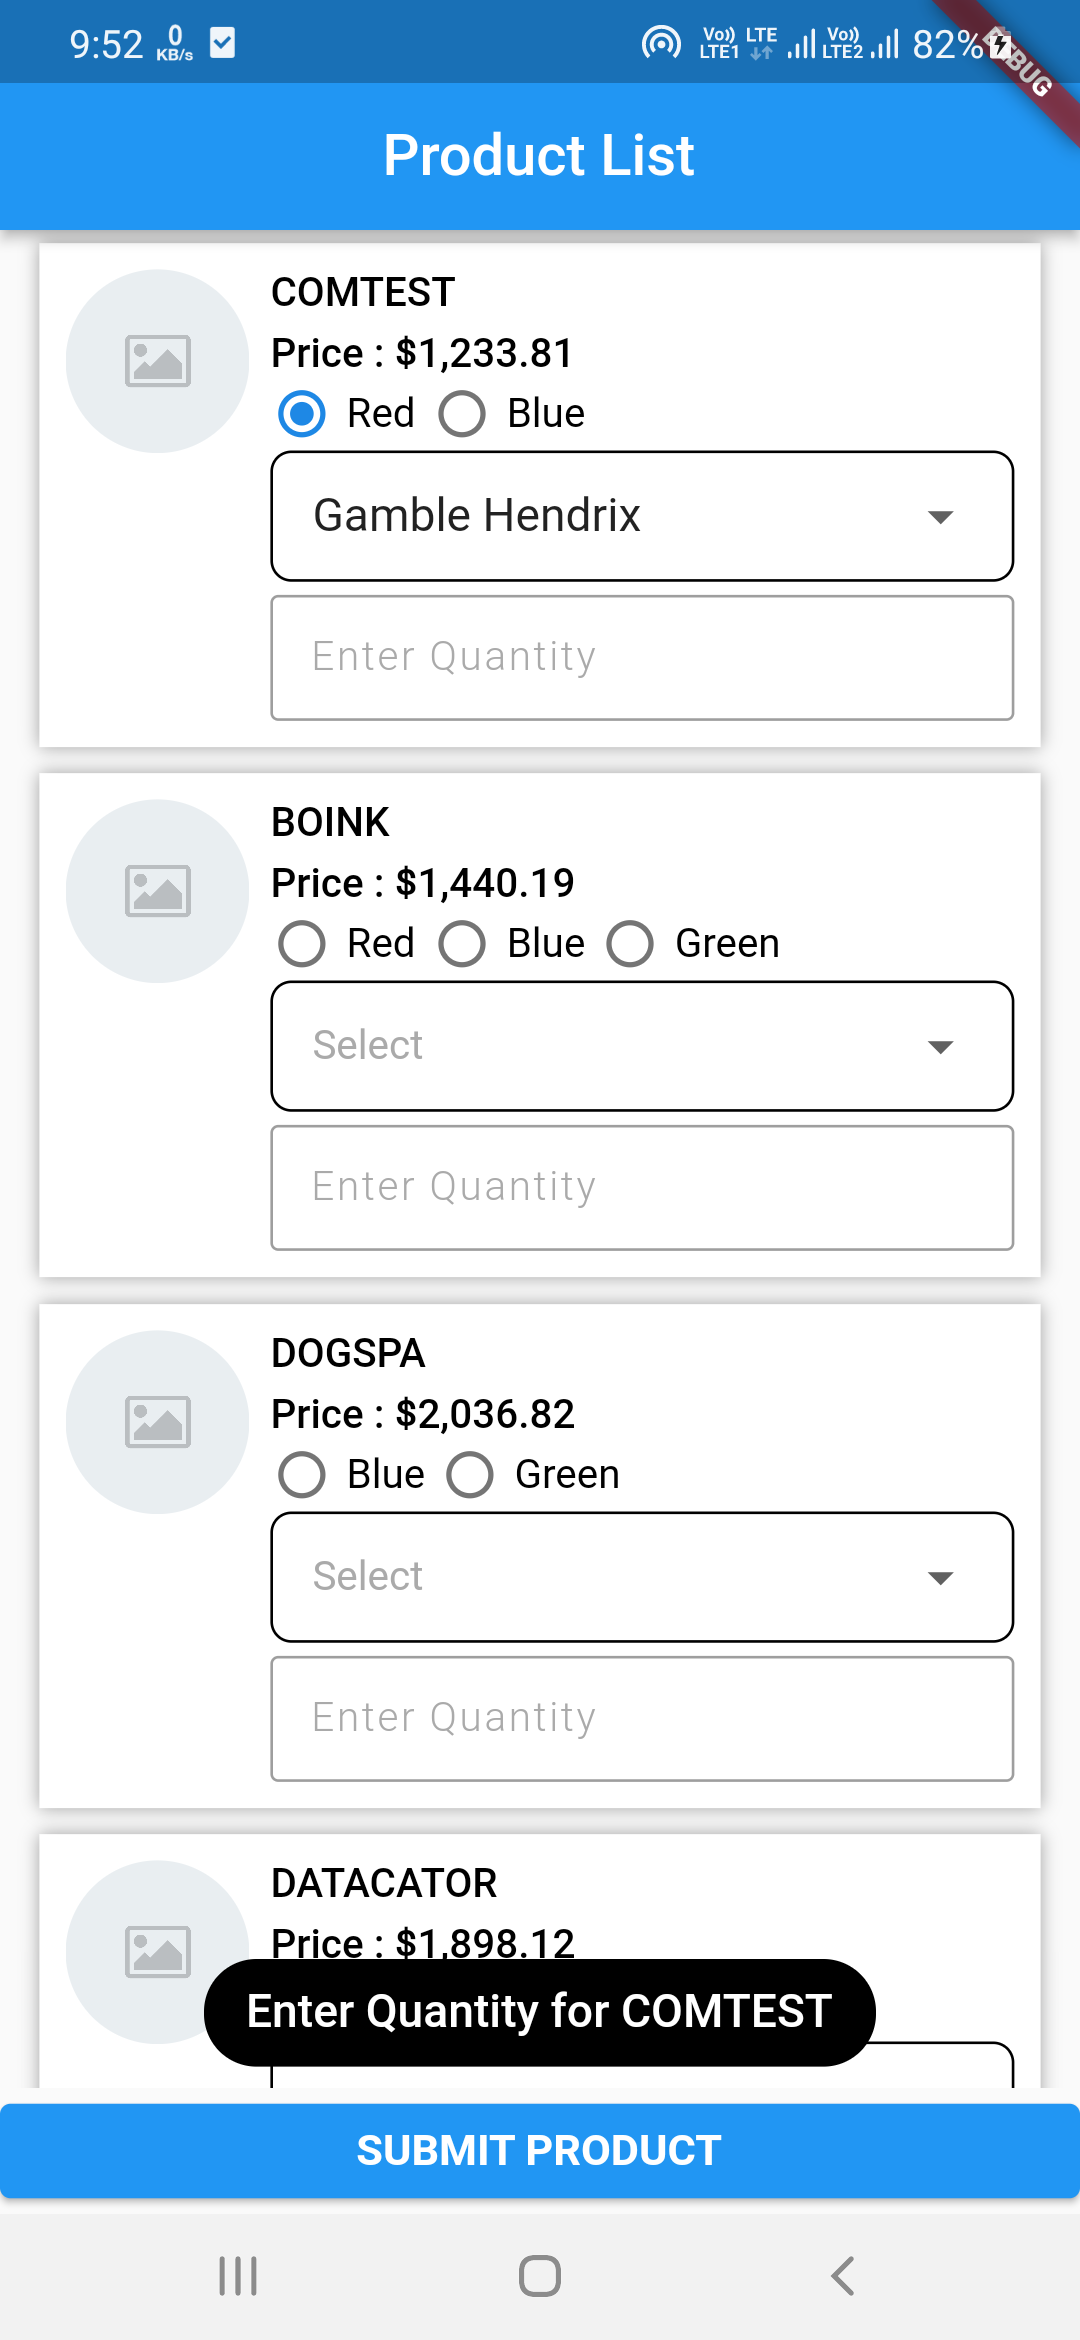 9:52 0 KB/s Vo)) LTE1 LTE Vo)) LTE2 82%
DEBUG
Product List
COMTEST
Price : $1,233.81
Red Blue
Gamble Hendrix
Enter Quantity
BOINK
Price : $1,440.19
Red Blue Green
Select
Enter Quantity
DOGSPA
Price : $2,036.82
Blue Green
Select
Enter Quantity
DATACATOR
Price : $1,898.12
Enter Quantity for COMTEST
SUBMIT PRODUCT